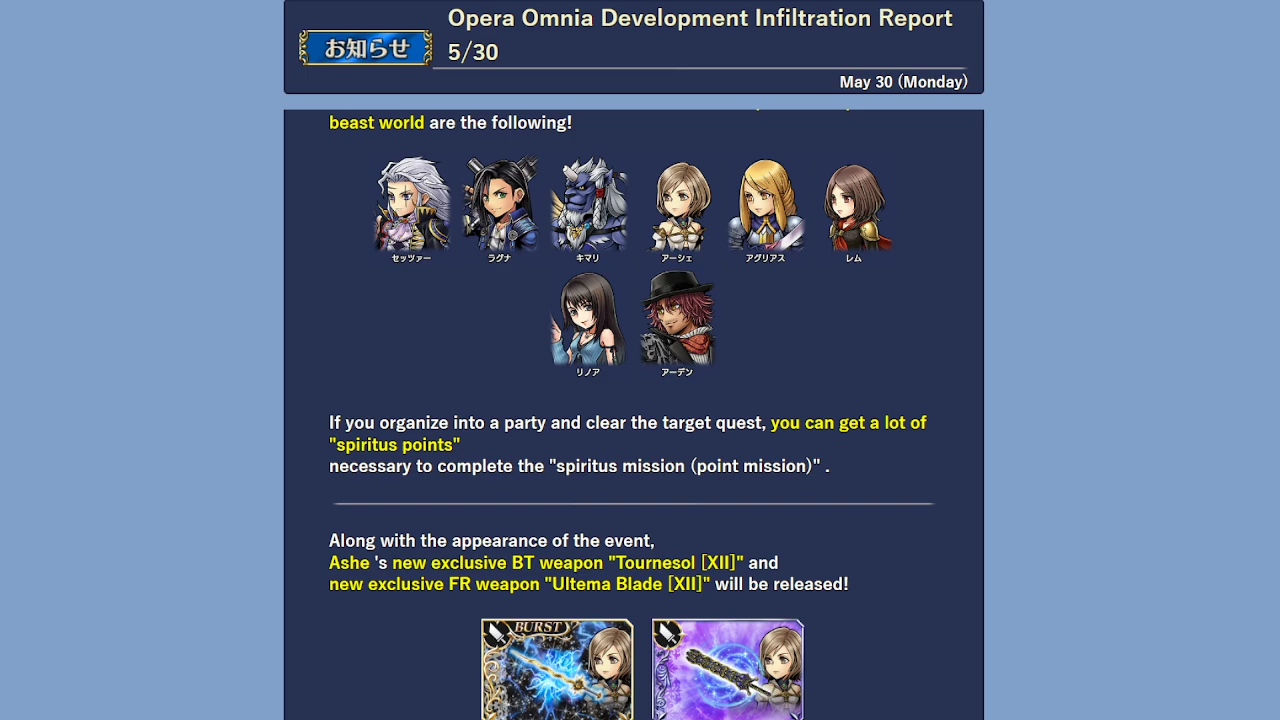 Opera Omnia Development Infiltration Report
お知らせ
5/30
May 30 (Monday)
beast world are the following!
セッツァー ラグナ キマリ アーシェ アグリアス レム
リノア アーデン
If you organize into a party and clear the target quest, you can get a lot of
"spiritus points"
necessary to complete the "spiritus mission (point mission)" .
Along with the appearance of the event,
Ashe 's new exclusive BT weapon "Tournesol [XII]" and
new exclusive FR weapon "Ultema Blade [XII]" will be released!
BURST